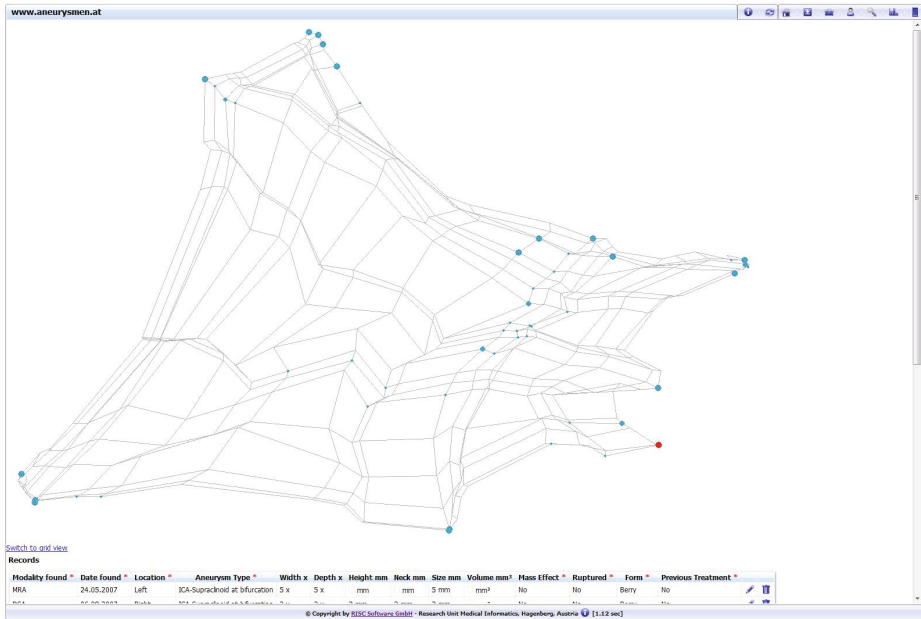 www.aneurysmen.at
Switch to grid view
Records
Modality found * Date found * Location * Aneurysm Type * Width x Depth x Height mm Neck mm Size mm Volume mm³ Mass Effect * Ruptured * Form * Previous Treatment *
MRA 24.05.2007 Left ICA-Supraclinoid at bifurcation 5 x 5 x mm mm 5 mm mm³ No No Berry No
© Copyright by RISC Software GmbH - Research Unit Medical Informatics, Hagenberg, Austria [1.12 sec]